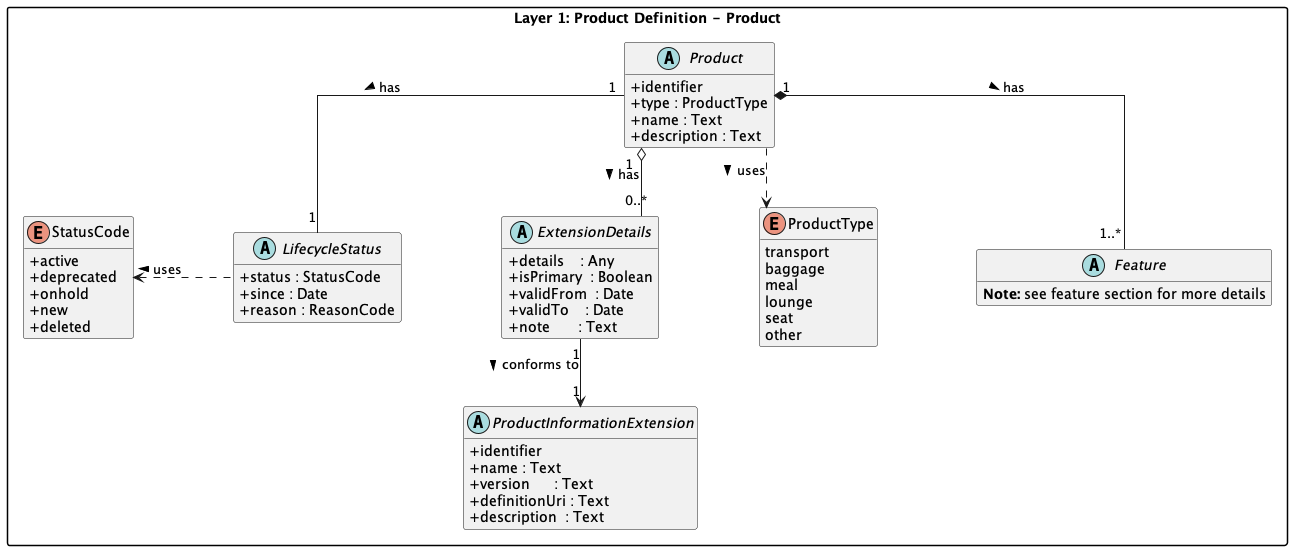 Layer 1: Product Definition - Product
A Product
+identifier
+type : ProductType
+name : Text
+description : Text
has
1
1
has
1
1
has
0..*
uses
1
1..*
E StatusCode
+active
+deprecated
+onhold
+new
+deleted
uses
A LifecycleStatus
+status : StatusCode
+since : Date
+reason : ReasonCode
A ExtensionDetails
+details : Any
+isPrimary : Boolean
+validFrom : Date
+validTo : Date
+note : Text
E ProductType
transport
baggage
meal
lounge
seat
other
A Feature
Note: see feature section for more details
1
conforms to
1
A ProductInformationExtension
+identifier
+name : Text
+version : Text
+definitionUri : Text
+description : Text